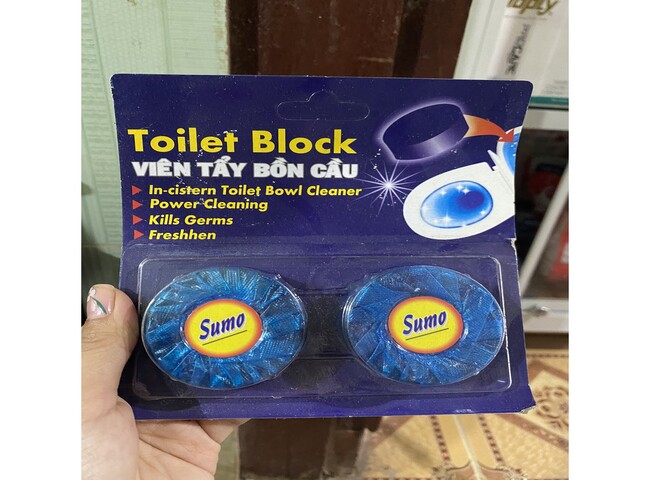 Toilet Block
VIÊN TẨY BỒN CẦU
In-cistern Toilet Bowl Cleaner
Power Cleaning
Kills Germs
Freshhen
Sumo
Sumo